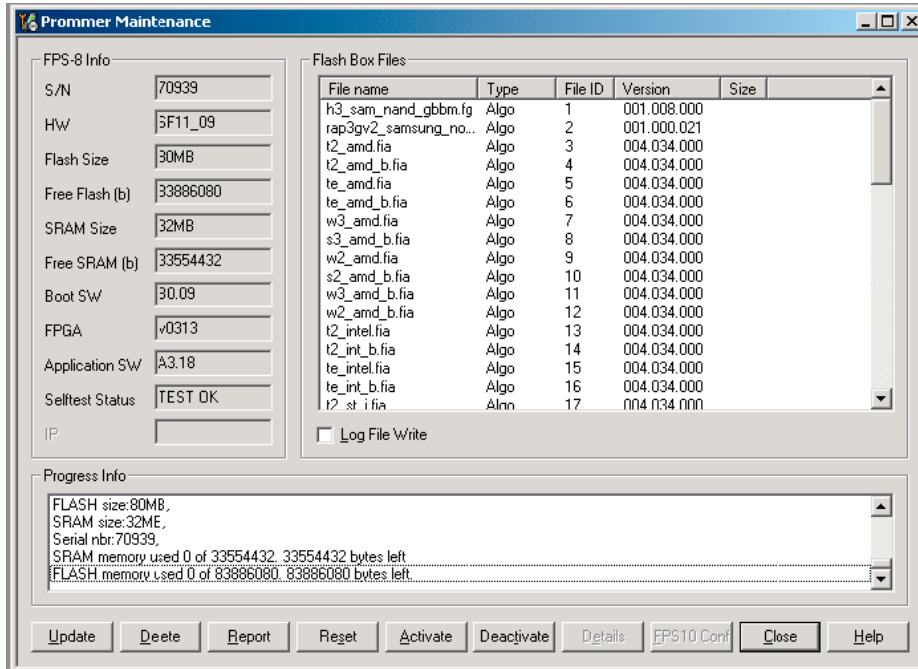 Prommer Maintenance
FPS-8 Info
S/N 70939
HW SF11_09
Flash Size 80MB
Free Flash (b) 83886080
SRAM Size 32MB
Free SRAM (b) 33554432
Boot SW B0.09
FPGA v0313
Application SW A3.18
Selftest Status TEST OK
IP
Flash Box Files
File name Type File ID Version Size
h3_sam_nand_gbbm.fg Algo 1 001.008.000
rap3gv2_samsung_no... Algo 2 001.000.021
t2_amd.fia Algo 3 004.034.000
t2_amd_b.fia Algo 4 004.034.000
te_amd.fia Algo 5 004.034.000
te_amd_b.fia Algo 6 004.034.000
w3_amd.fia Algo 7 004.034.000
s3_amd_b.fia Algo 8 004.034.000
w2_amd.fia Algo 9 004.034.000
s2_amd_b.fia Algo 10 004.034.000
w3_amd_b.fia Algo 11 004.034.000
w2_amd_b.fia Algo 12 004.034.000
t2_intel.fia Algo 13 004.034.000
t2_int_b.fia Algo 14 004.034.000
te_intel.fia Algo 15 004.034.000
te_int_b.fia Algo 16 004.034.000
t2_st_i.fia Algo 17 004.034.000
Log File Write
Progress Info
FLASH size:80MB,
SRAM size:32ME,
Serial nbr:70939,
SRAM memory used 0 of 33554432. 33554432 bytes left
FLASH memory used 0 of 83886080. 83886080 bytes left.
Update De ete Report Reset Activate Deactivate Details FPS10 Conf Close Help